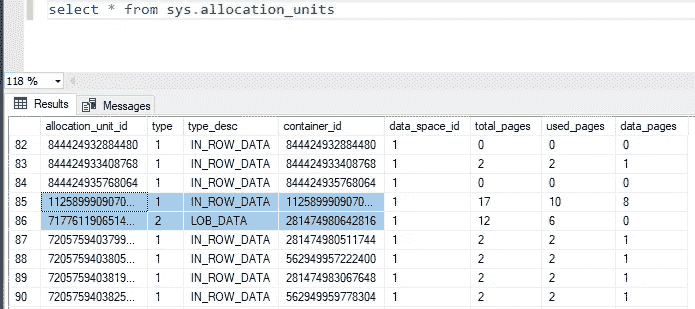 select * from sys.allocation_units
118 %
Results Messages
allocation_unit_id type type_desc container_id data_space_id total_pages used_pages data_pages
82 844424932884480 1 IN_ROW_DATA 844424932884480 1 0 0 0
83 844424933408768 1 IN_ROW_DATA 844424933408768 1 2 2 1
84 844424935768064 1 IN_ROW_DATA 844424935768064 1 0 0 0
85 1125899909070... 1 IN_ROW_DATA 1125899909070... 1 17 10 8
86 7177611906514... 2 LOB_DATA 281474980642816 1 12 6 0
87 7205759403799... 1 IN_ROW_DATA 281474980511744 1 2 2 1
88 7205759403805... 1 IN_ROW_DATA 562949957222400 1 2 2 1
89 7205759403819... 1 IN_ROW_DATA 281474983067648 1 2 2 1
90 7205759403825... 1 IN_ROW_DATA 562949959778304 1 2 2 1